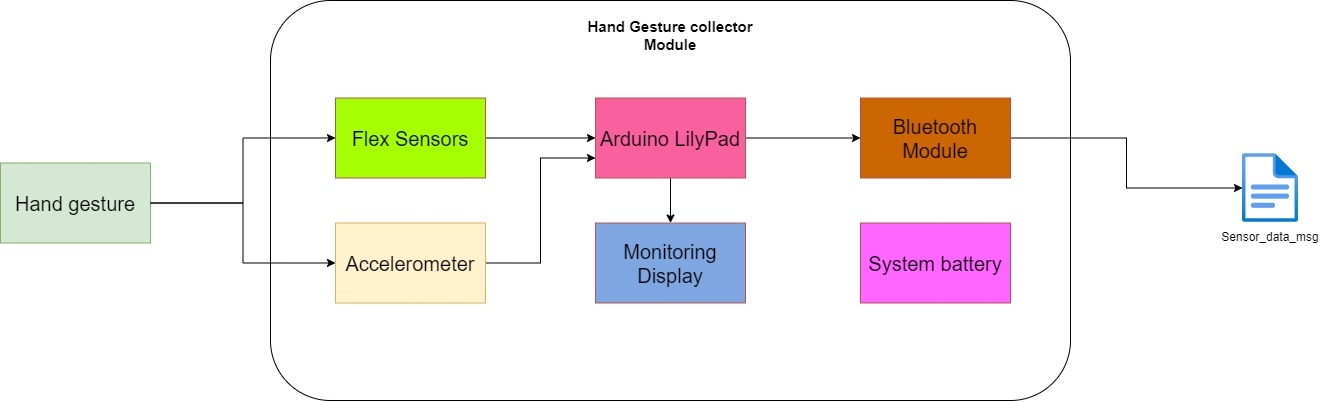 Hand Gesture collector
Module
Flex Sensors
Arduino LilyPad
Bluetooth
Module
Hand gesture
Accelerometer
Monitoring
Display
System battery
Sensor_data_msg